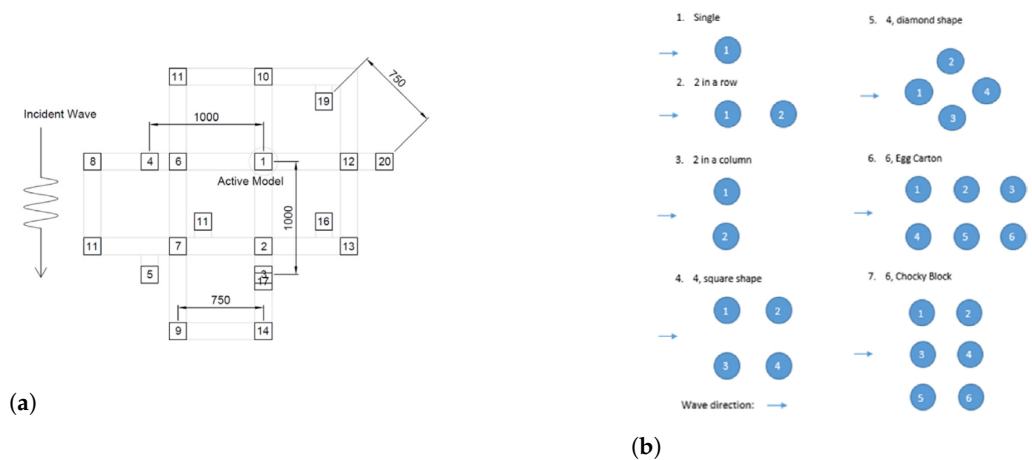 11
10
19
750
Incident Wave
1000
8
4
6
1
12
20
Active Model
11
16
1000
11
7
2
13
5
3
17
750
9
14
(a)
1. Single
1
2. 2 in a row
1 2
3. 2 in a column
1
2
4. 4, square shape
1 2
3 4
Wave direction:
5. 4, diamond shape
2
1 4
3
6. 6, Egg Carton
1 2 3
4 5 6
7. 6, Chocky Block
1 2
3 4
5 6
(b)